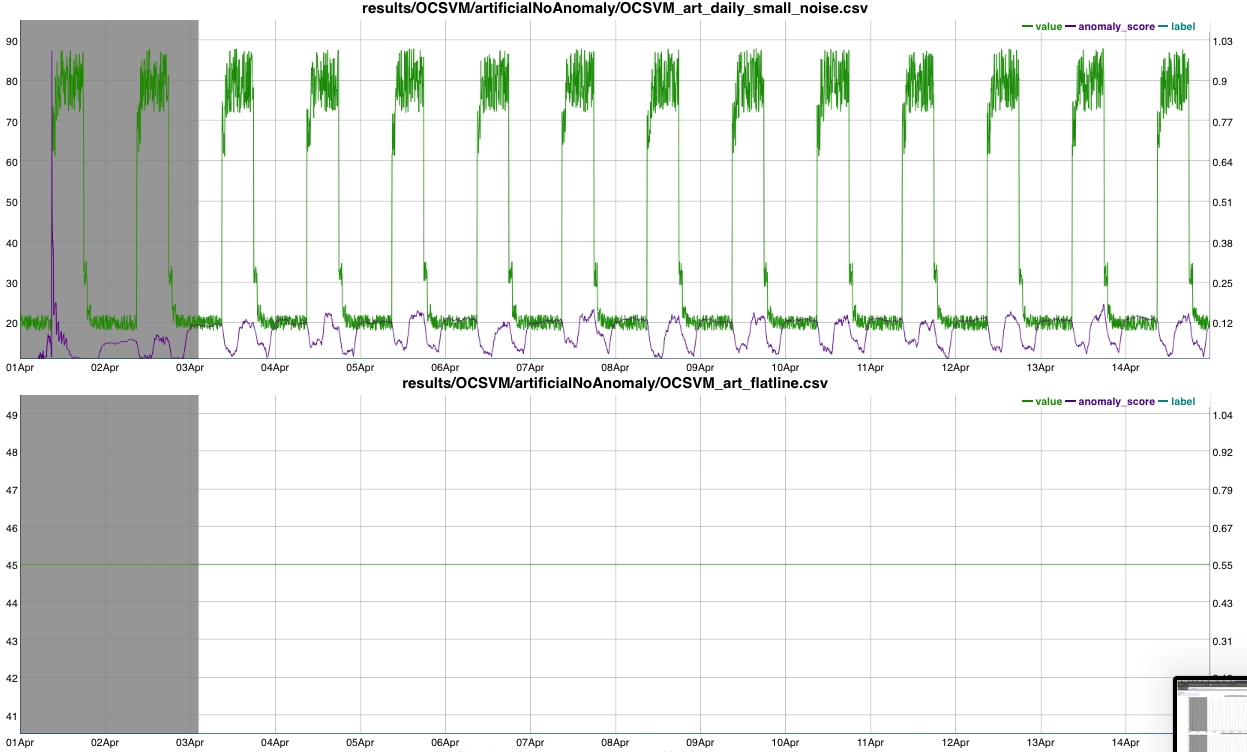 results/OCSVM/artificialNoAnomaly/OCSVM_art_daily_small_noise.csv
value anomaly_score label
90 1.03
80 0.9
70 0.77
60 0.64
50 0.51
40 0.38
30 0.25
20 0.12
01Apr 02Apr 03Apr 04Apr 05Apr 06Apr 07Apr 08Apr 09Apr 10Apr 11Apr 12Apr 13Apr 14Apr
results/OCSVM/artificialNoAnomaly/OCSVM_art_flatline.csv
value anomaly_score label
49 1.04
48 0.92
47 0.79
46 0.67
45 0.55
44 0.43
43 0.31
42
41
01Apr 02Apr 03Apr 04Apr 05Apr 06Apr 07Apr 08Apr 09Apr 10Apr 11Apr 12Apr 13Apr 14Apr